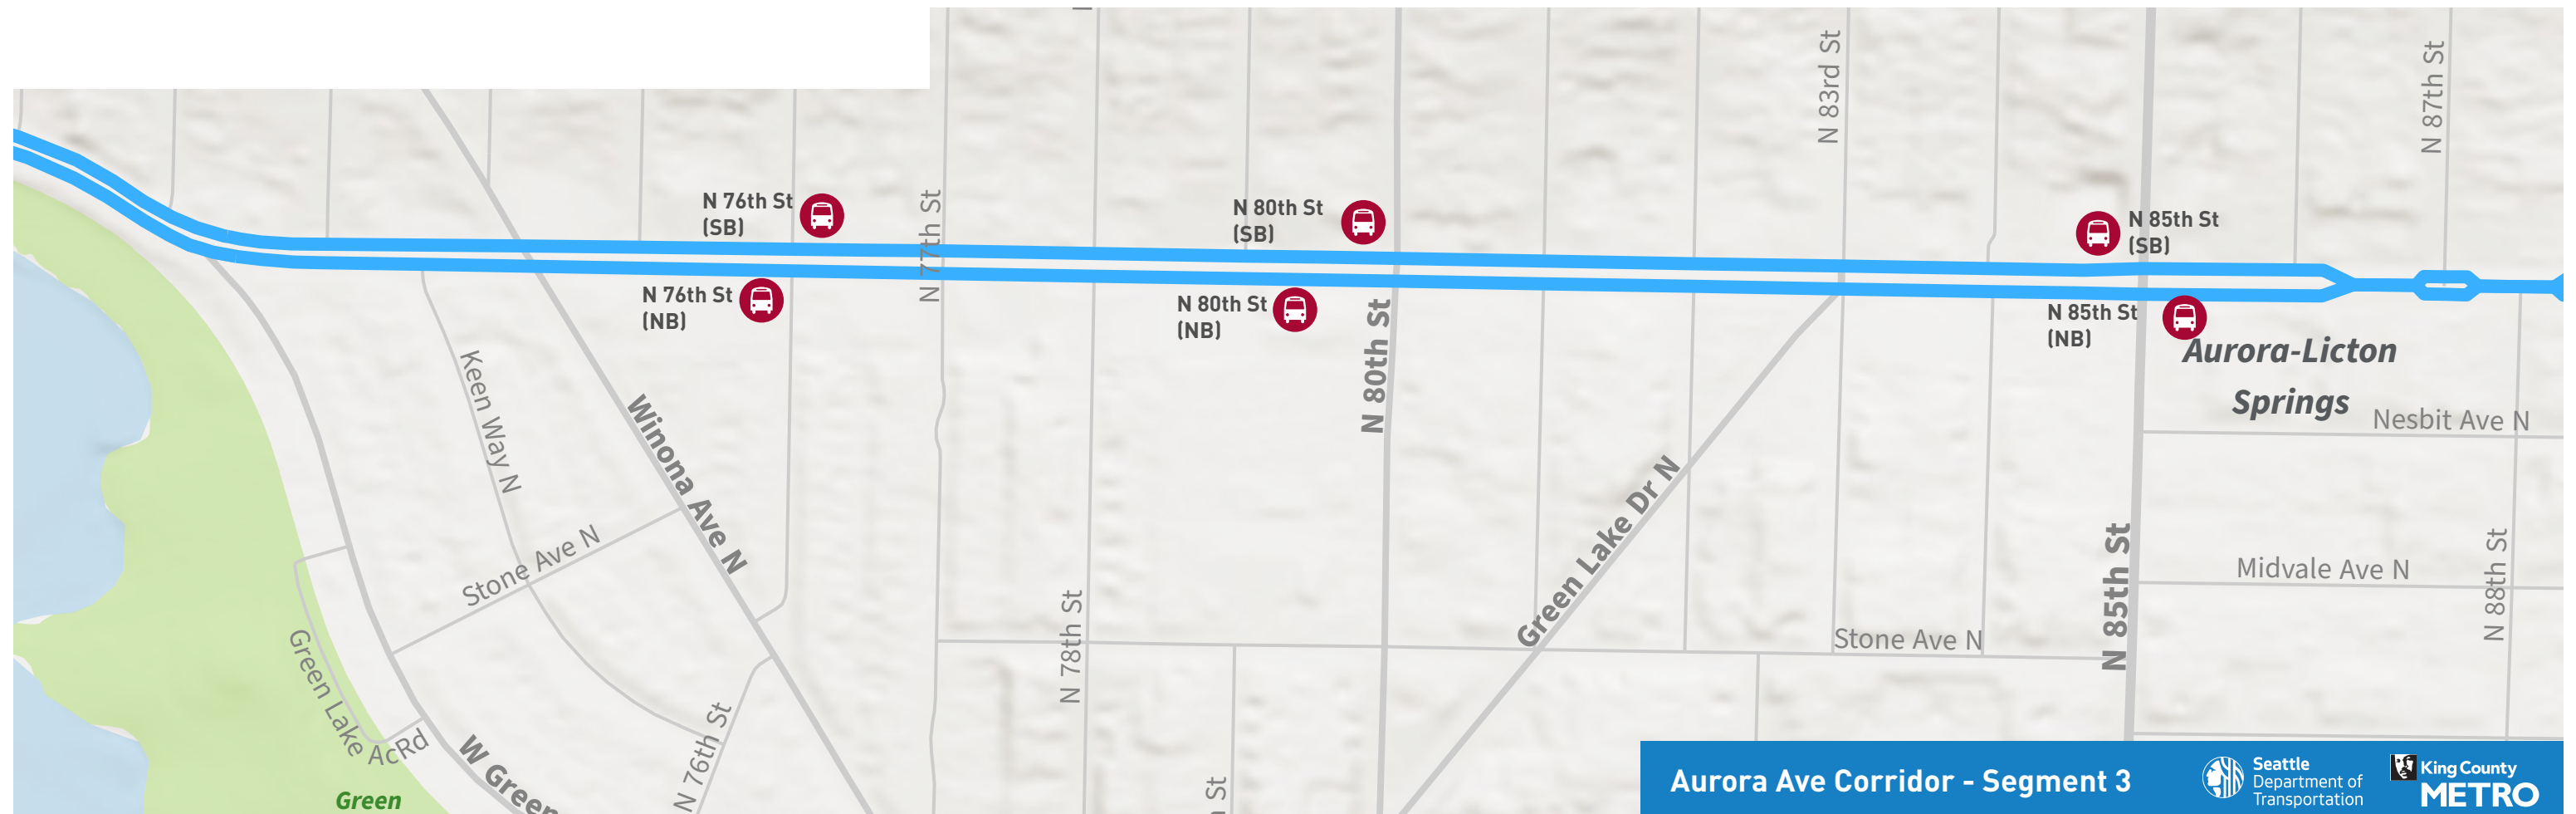 N 83rd St
N 87th St
N 76th St
(SB)
N 77th St
N 80th St
(SB)
N 85th St
(SB)
N 76th St
(NB)
N 80th St
(NB)
N 80th St
N 85th St
(NB)
Aurora-Licton
Springs
Nesbit Ave N
Keen Way N
Winona Ave N
Stone Ave N
Green Lake Dr N
N 85th St
Midvale Ave N
N 88th St
N 78th St
Stone Ave N
Green Lake
AcRd
W Green
N 76th St
St
Green
Aurora Ave Corridor - Segment 3
Seattle
Department of
Transportation
King County
METRO